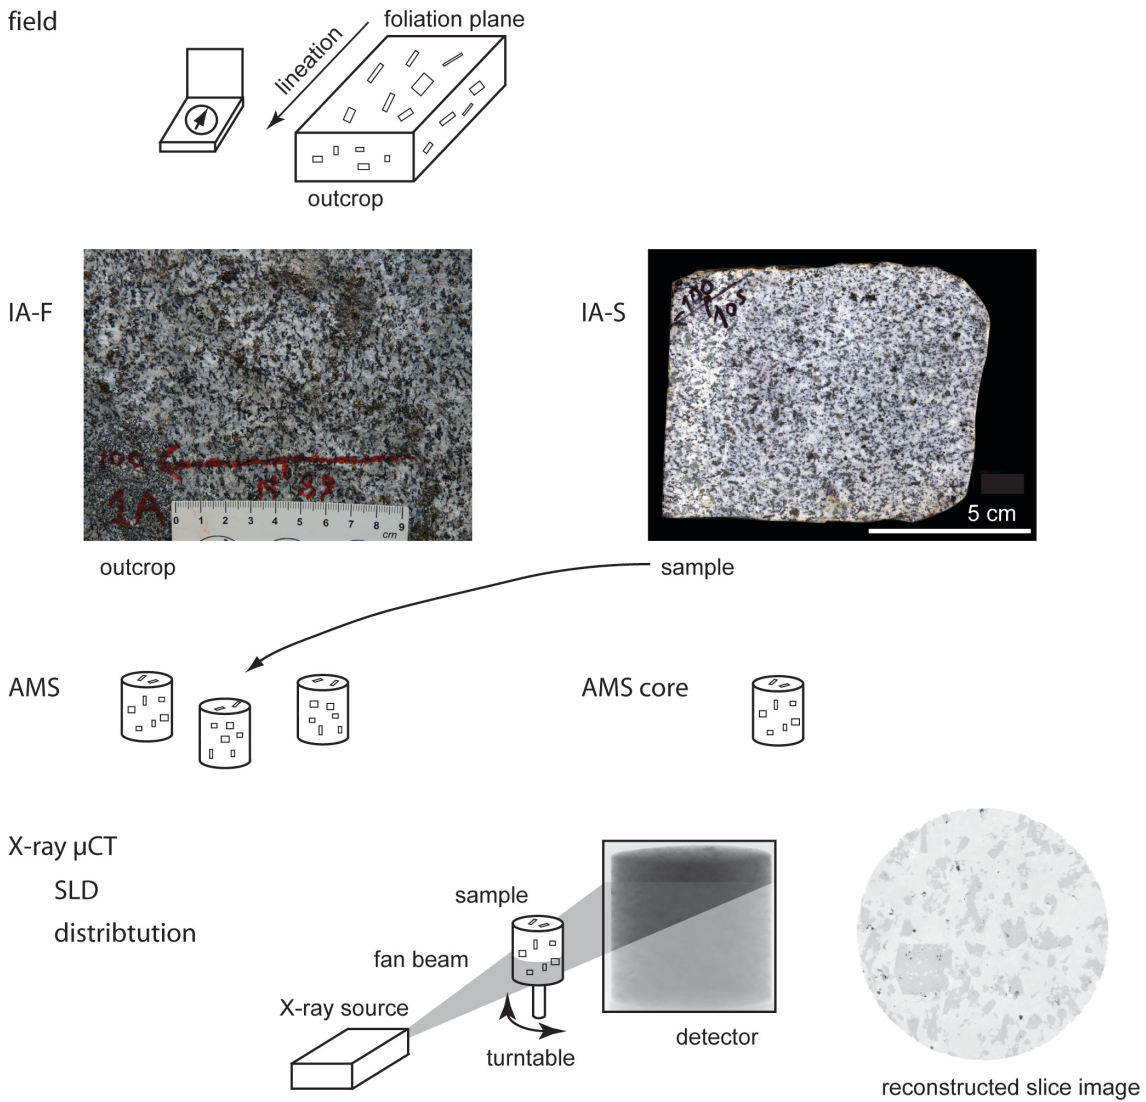 field
foliation plane
lineation
outcrop
IA-F
IA-S
100
N 89
1A
0 1 2 3 4 5 6 7 8 9
cm
105
5 cm
outcrop
sample
AMS
AMS core
X-ray µCT
SLD
distribtution
sample
fan beam
X-ray source
turntable
detector
reconstructed slice image